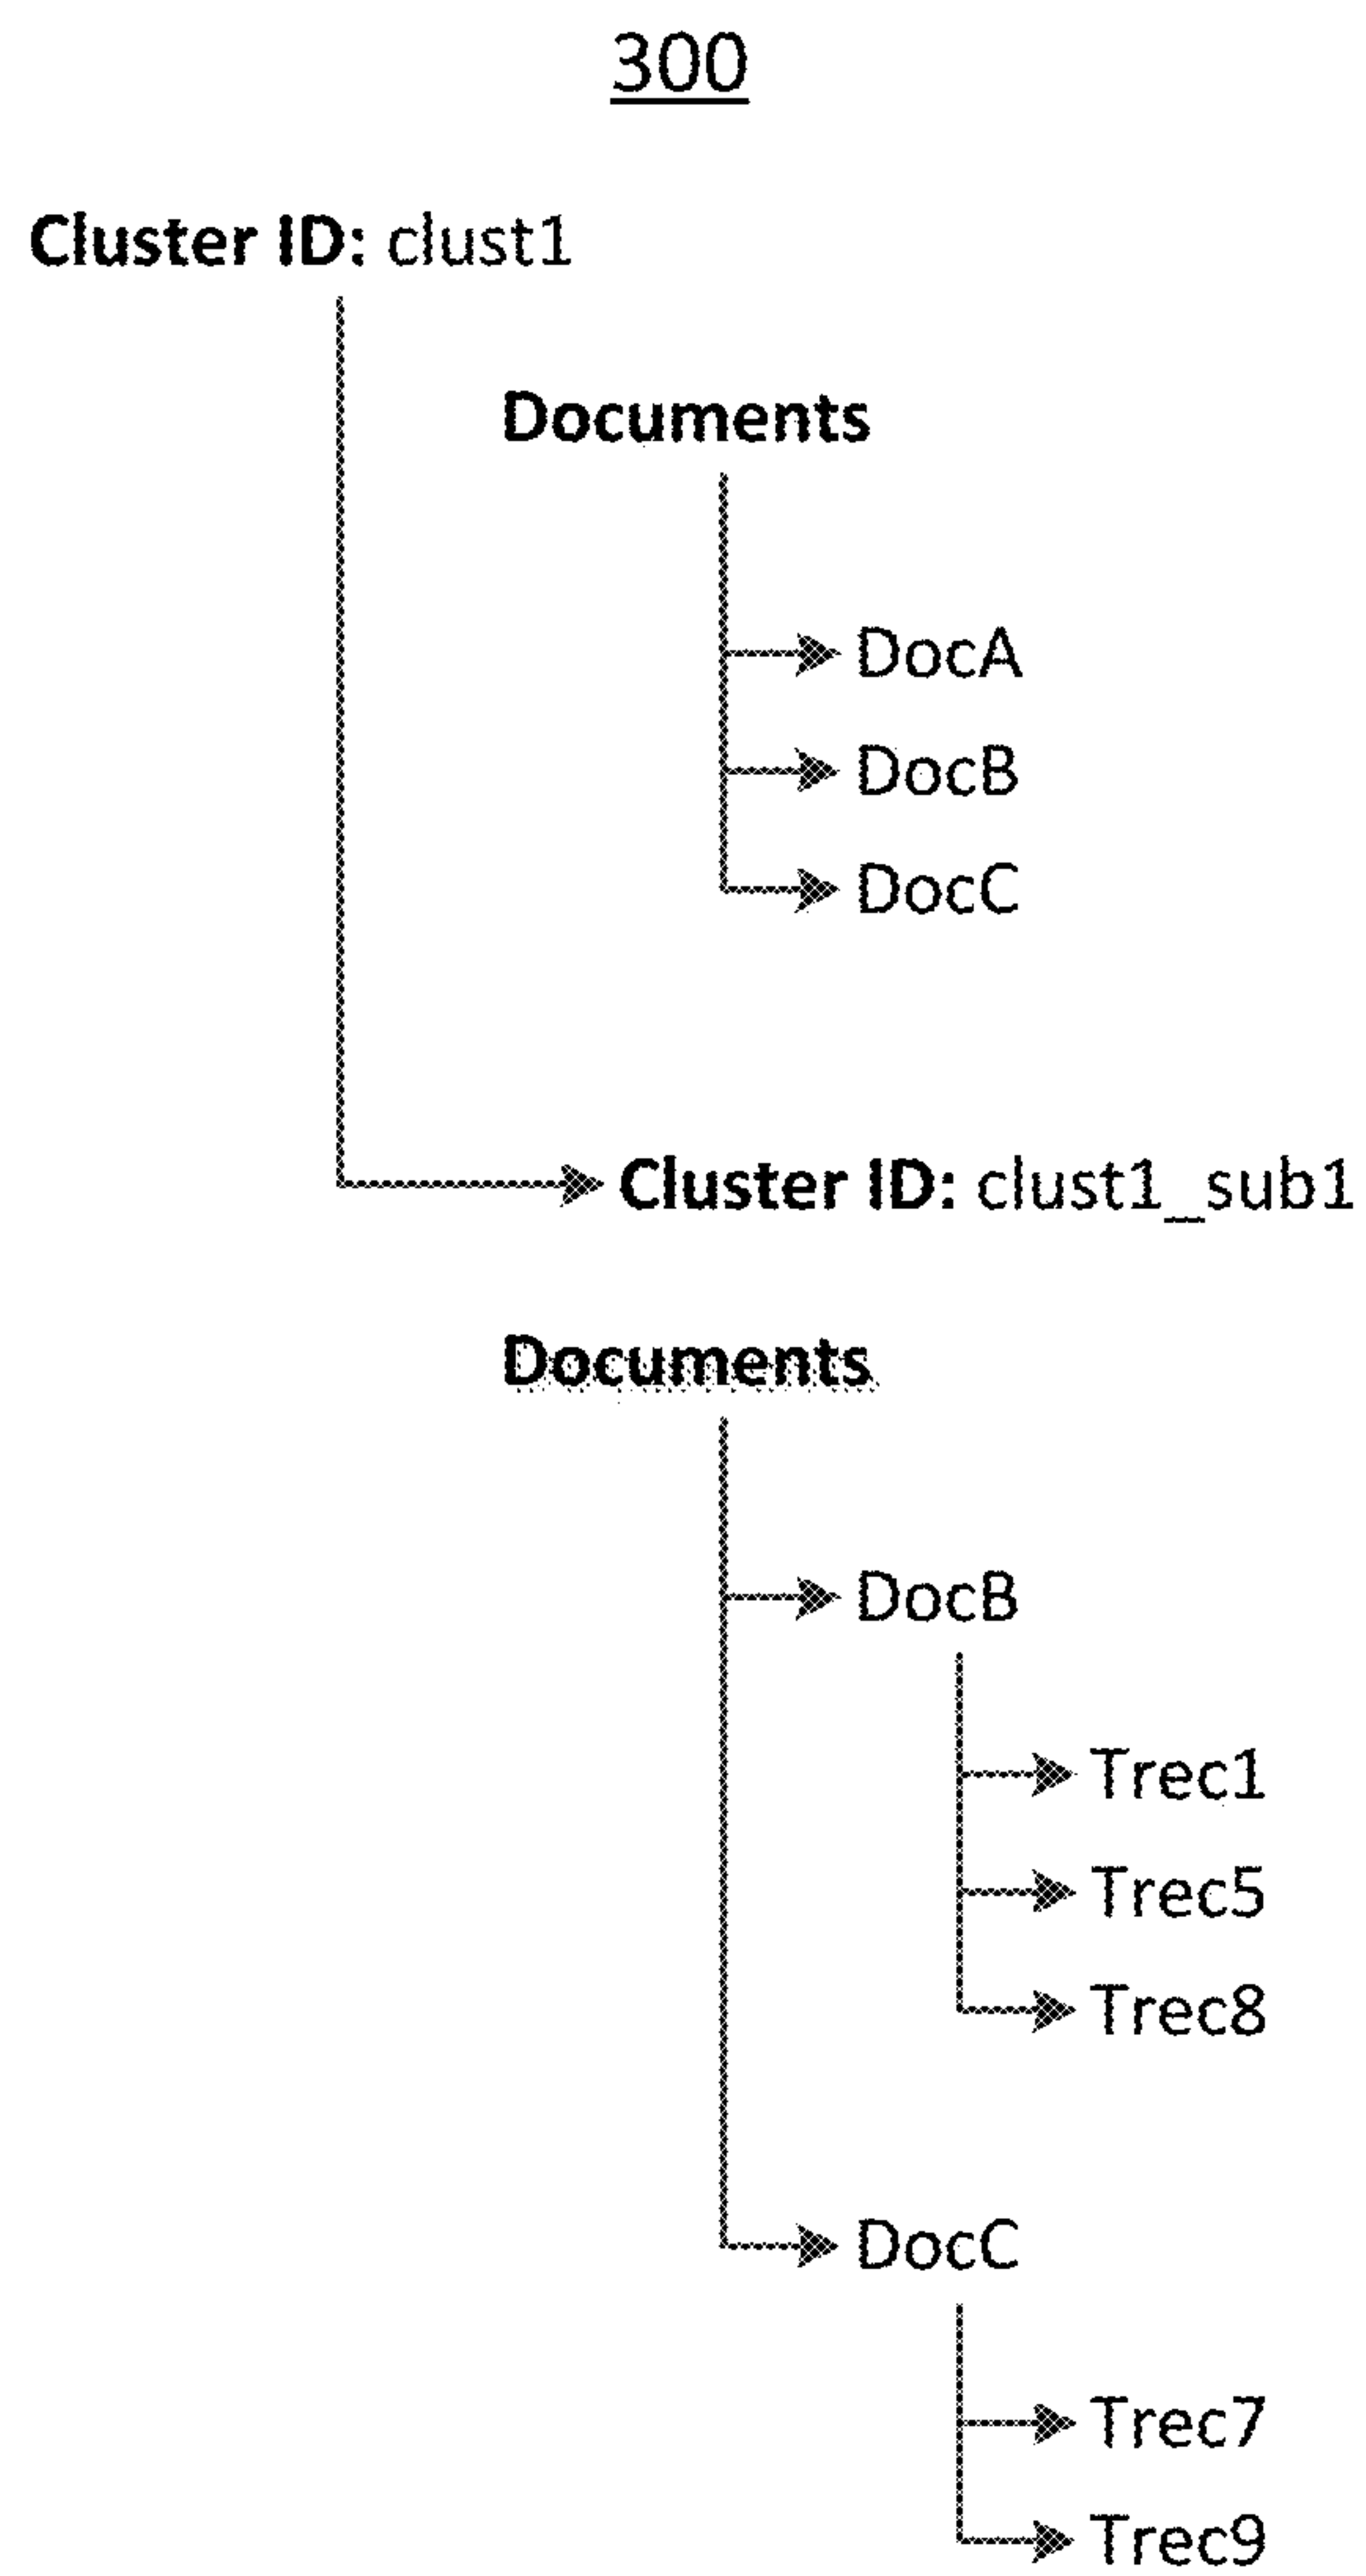 300
Cluster ID: clust1
Documents
DocA
DocB
DocC
Cluster ID: clust1_sub1
Documents
DocB
Trec1
Trec5
Trec8
DocC
Trec7
Trec9